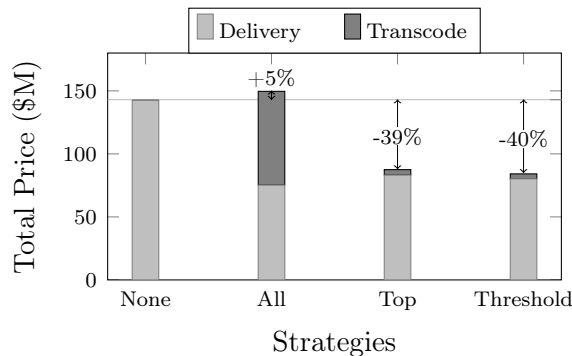 Delivery Transcode
Total Price ($M)
150
100
50
0
+5%
-39%
-40%
None All Top Threshold
Strategies